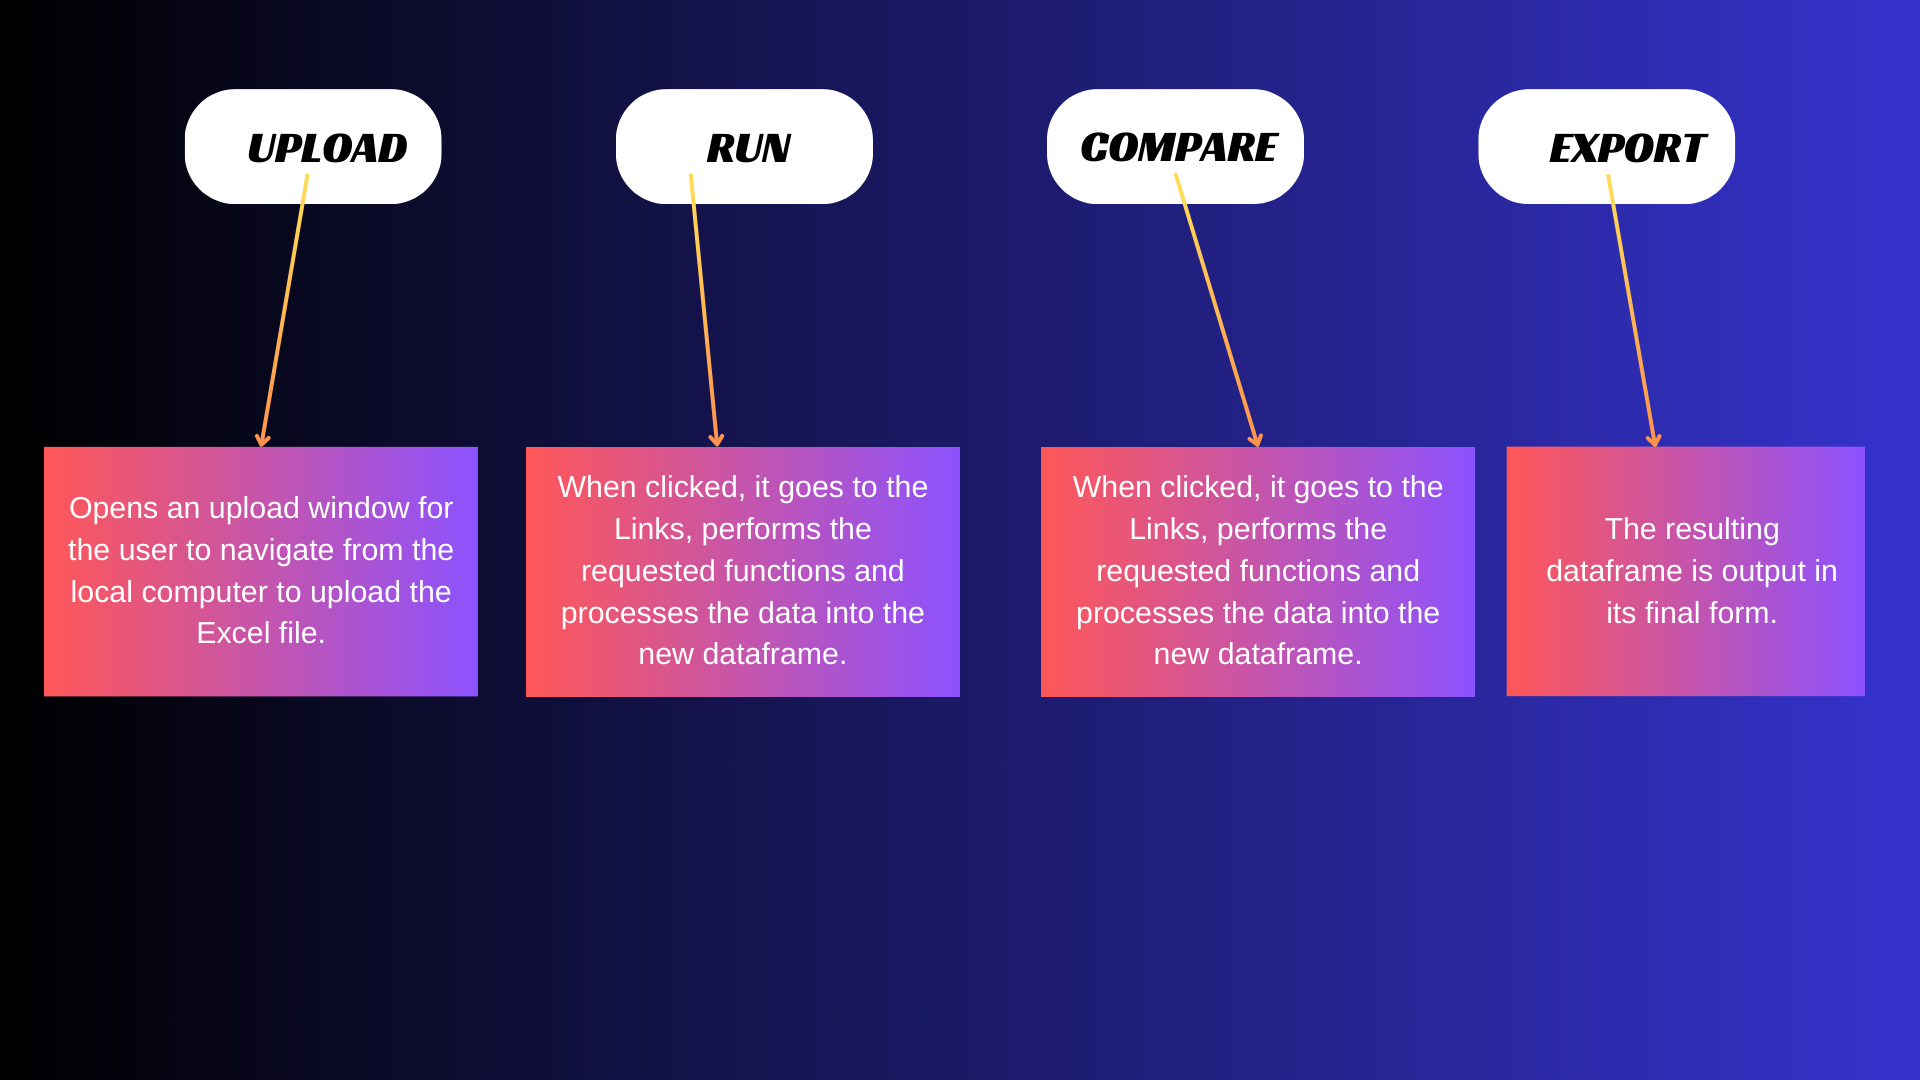 UPLOAD
RUN
COMPARE
EXPORT
Opens an upload window for
the user to navigate from the
local computer to upload the
Excel file.
When clicked, it goes to the
Links, performs the
requested functions and
processes the data into the
new dataframe.
When clicked, it goes to the
Links, performs the
requested functions and
processes the data into the
new dataframe.
The resulting
dataframe is output in
its final form.